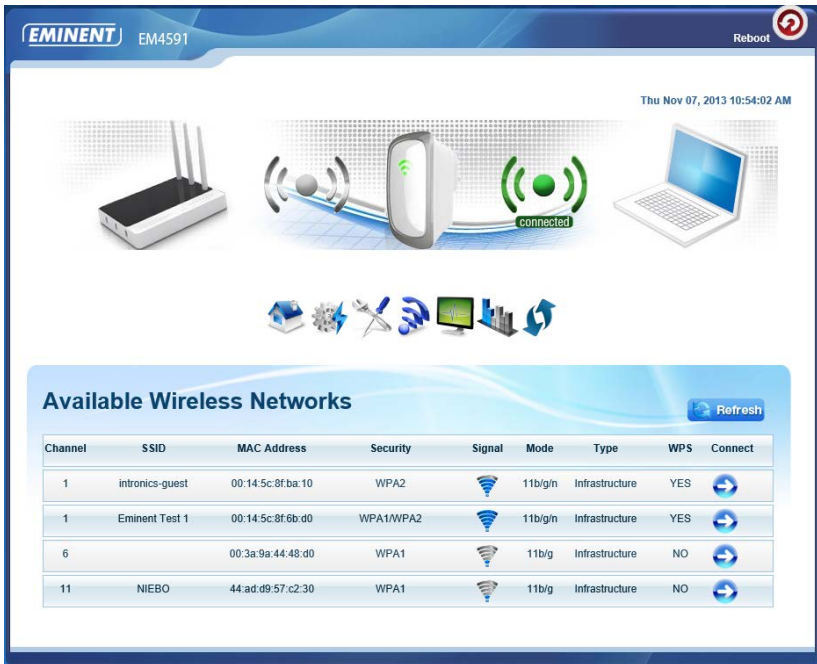 EMINENT EM4591
Reboot
Thu Nov 07, 2013 10:54:02 AM
connected
Available Wireless Networks
Refresh
Channel SSID MAC Address Security Signal Mode Type WPS Connect
1 intronics-guest 00:14:5c:8f:ba:10 WPA2 11b/g/n Infrastructure YES
1 Eminent Test 1 00:14:5c:8f:6b:d0 WPA1/WPA2 11b/g/n Infrastructure YES
6 00:3a:9a:44:48:d0 WPA1 11b/g Infrastructure NO
11 NIEBO 44:ad:d9:57:c2:30 WPA1 11b/g Infrastructure NO